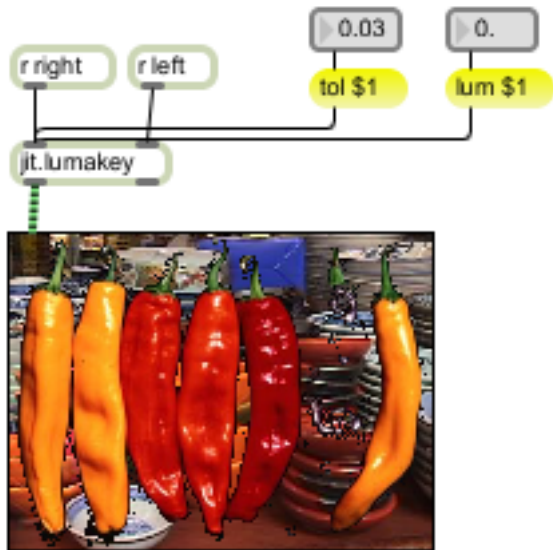 0.03
0.
r right
r left
tol $1
lum $1
jit.lumakey